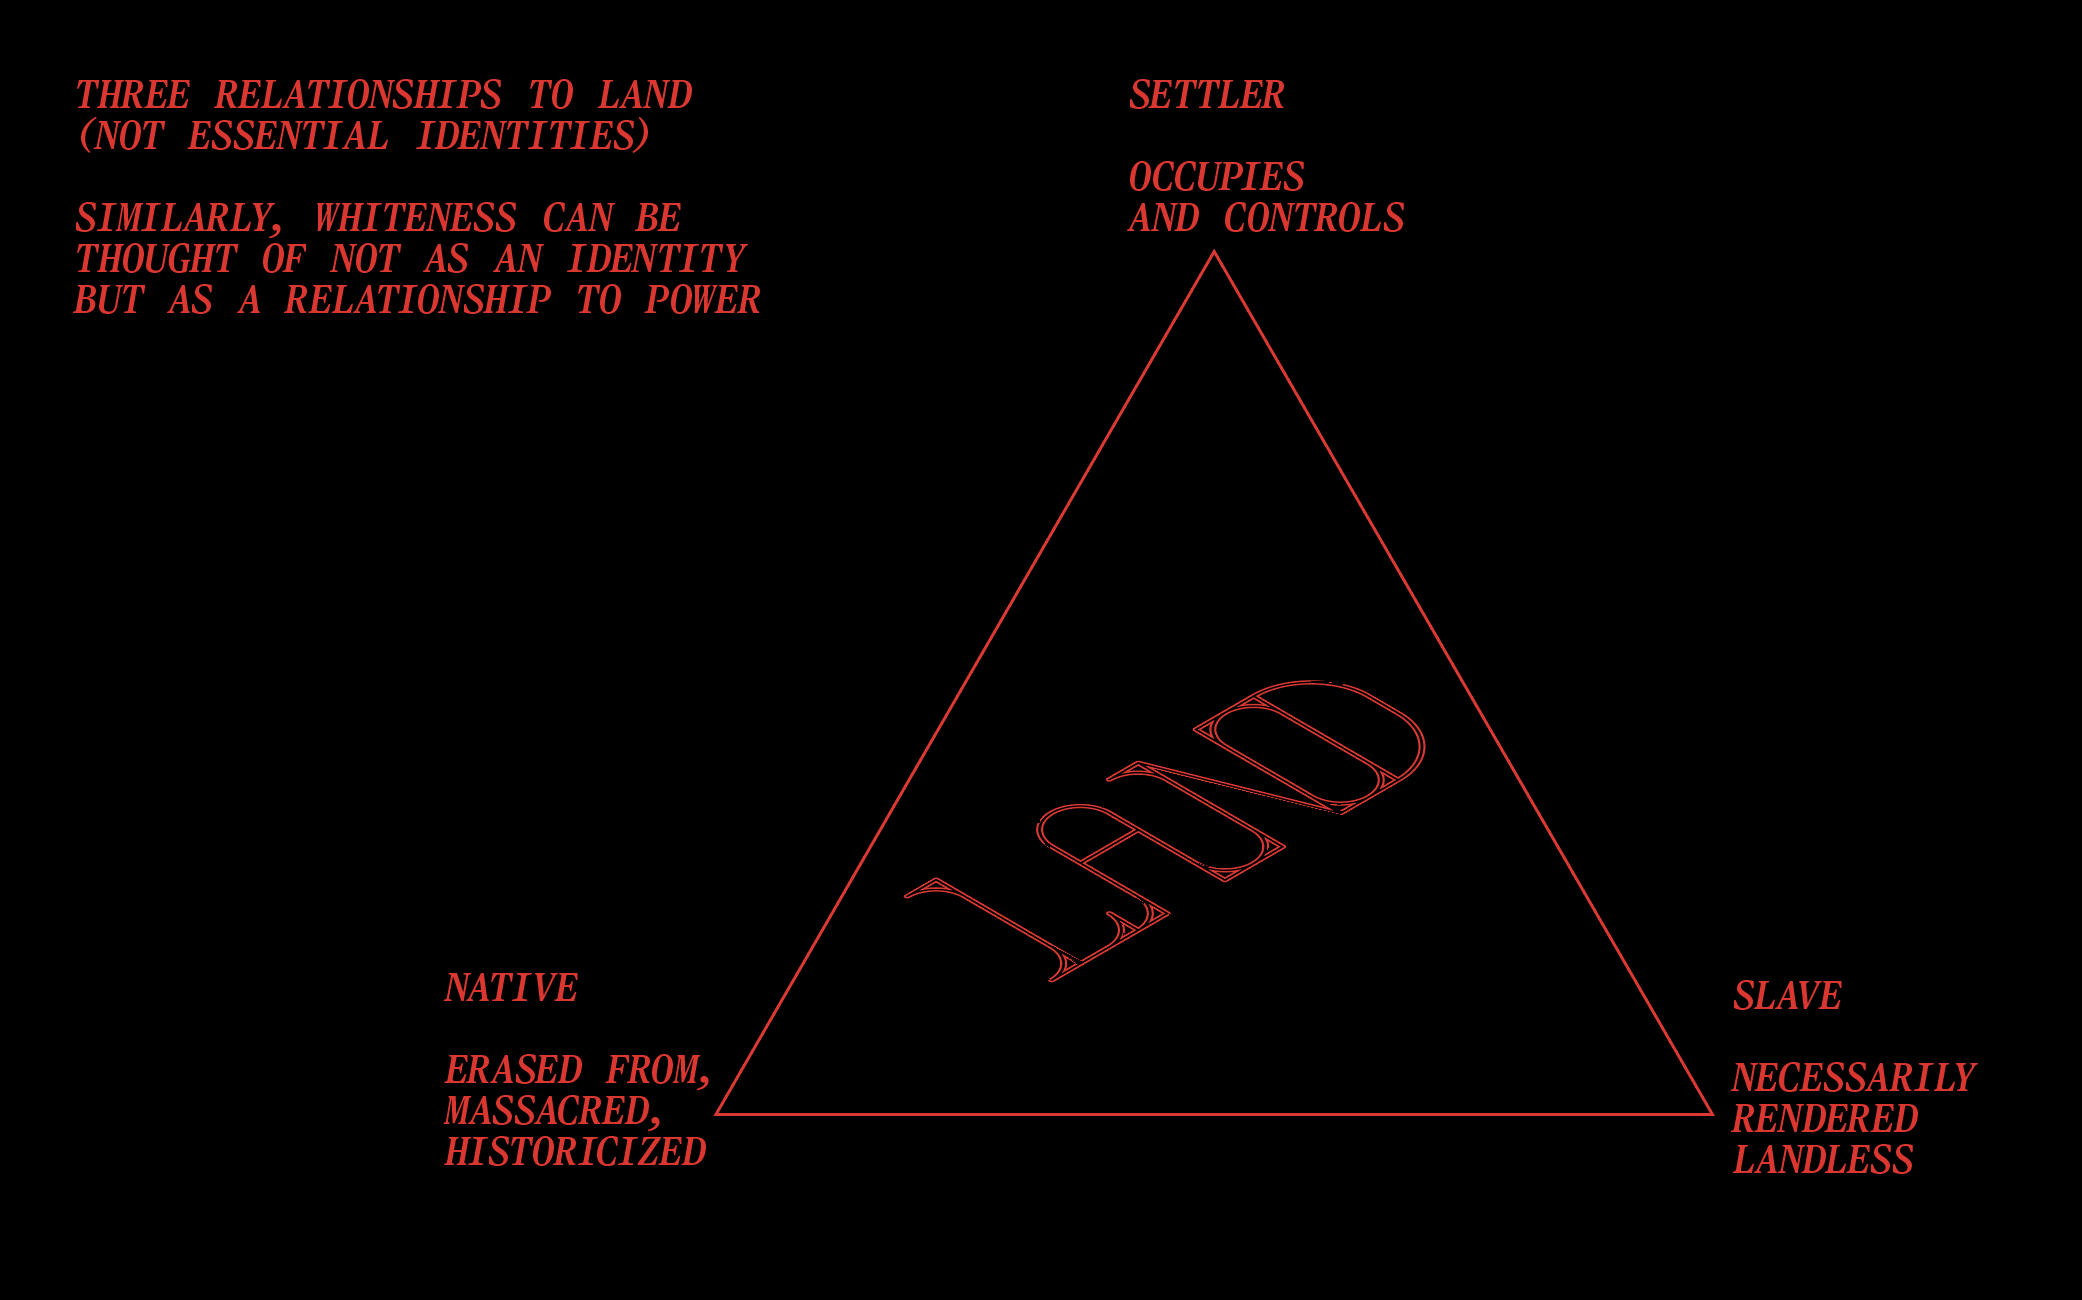 THREE RELATIONSHIPS TO LAND
(NOT ESSENTIAL IDENTITIES)
SIMILARLY, WHITENESS CAN BE
THOUGHT OF NOT AS AN IDENTITY
BUT AS A RELATIONSHIP TO POWER
SETTLER
OCCUPIES
AND CONTROLS
LAND
NATIVE
ERASED FROM,
MASSACRED,
HISTORICIZED
SLAVE
NECESSARILY
RENDERED
LANDLESS